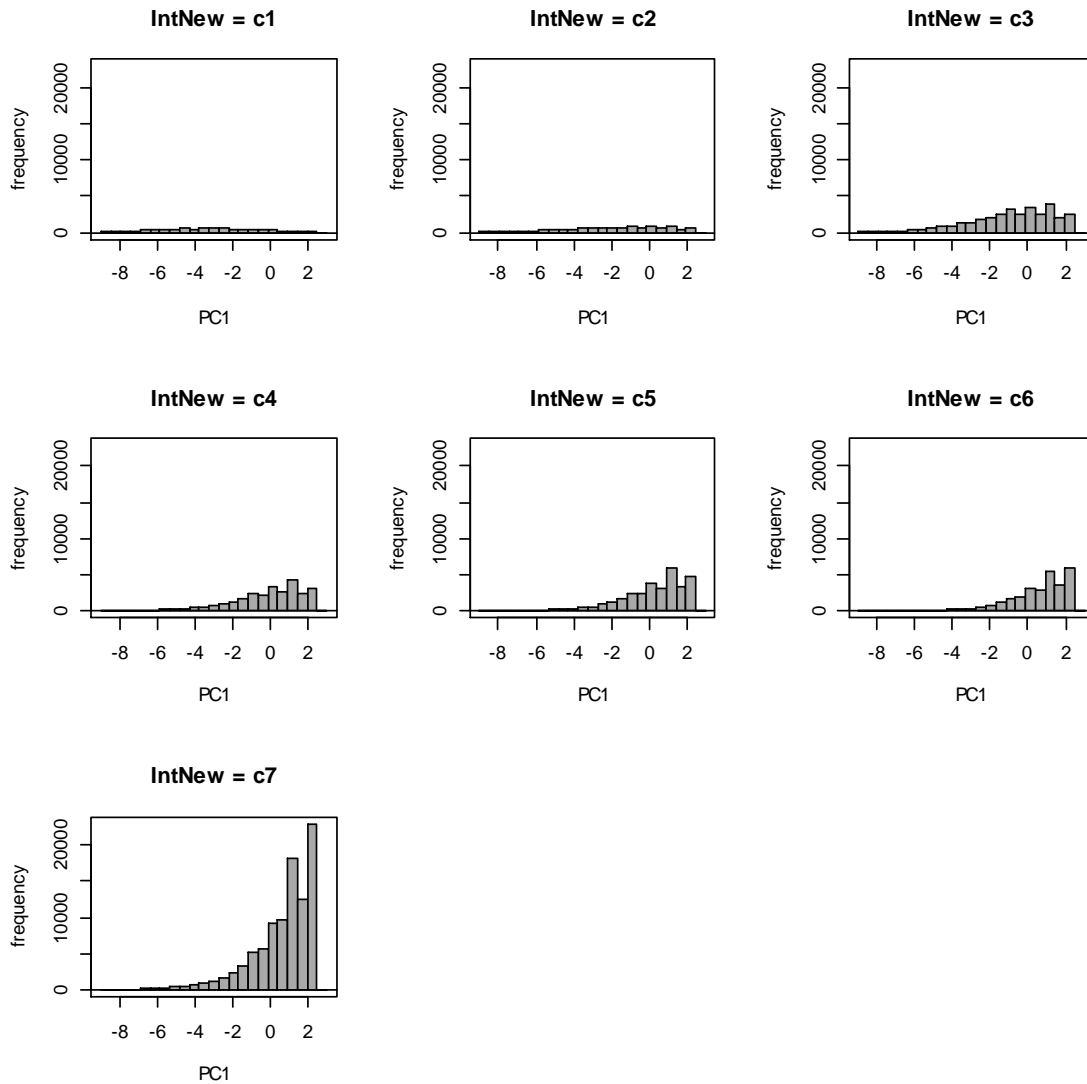 IntNew = c1
frequency
20000
10000
0
-8 -6 -4 -2 0 2
PC1
IntNew = c2
frequency
20000
10000
0
-8 -6 -4 -2 0 2
PC1
IntNew = c3
frequency
20000
10000
0
-8 -6 -4 -2 0 2
PC1
IntNew = c4
frequency
20000
10000
0
-8 -6 -4 -2 0 2
PC1
IntNew = c5
frequency
20000
10000
0
-8 -6 -4 -2 0 2
PC1
IntNew = c6
frequency
20000
10000
0
-8 -6 -4 -2 0 2
PC1
IntNew = c7
frequency
20000
10000
0
-8 -6 -4 -2 0 2
PC1